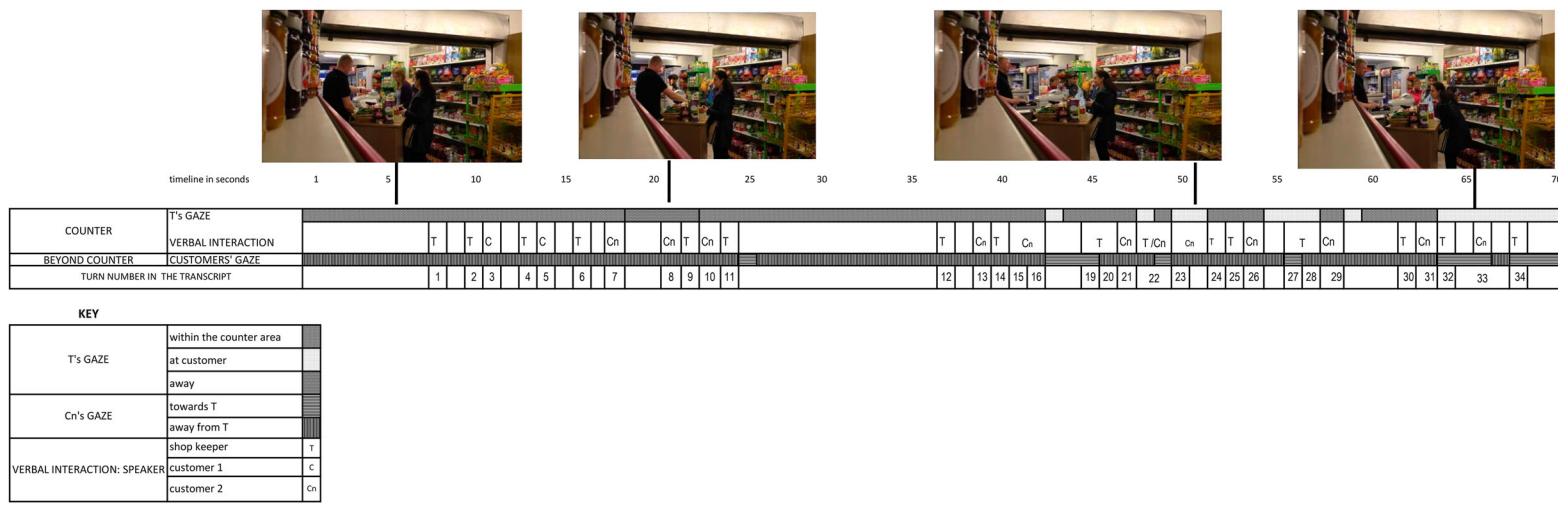 timeline in seconds 1 5 10 15 20 25 30 35 40 45 50 55 60 65 70
COUNTER
T's GAZE
VERBAL INTERACTION T T C T C T Cn Cn T Cn T T Cn T Cn T Cn T /Cn Cn T T Cn T Cn T Cn T Cn T
BEYOND COUNTER CUSTOMERS' GAZE
TURN NUMBER IN THE TRANSCRIPT 1 2 3 4 5 6 7 8 9 10 11 12 13 14 15 16 19 20 21 22 23 24 25 26 27 28 29 30 31 32 33 34
KEY
T's GAZE
within the counter area
at customer
away
Cn's GAZE
towards T
away from T
VERBAL INTERACTION: SPEAKER
shop keeper T
customer 1 C
customer 2 Cn